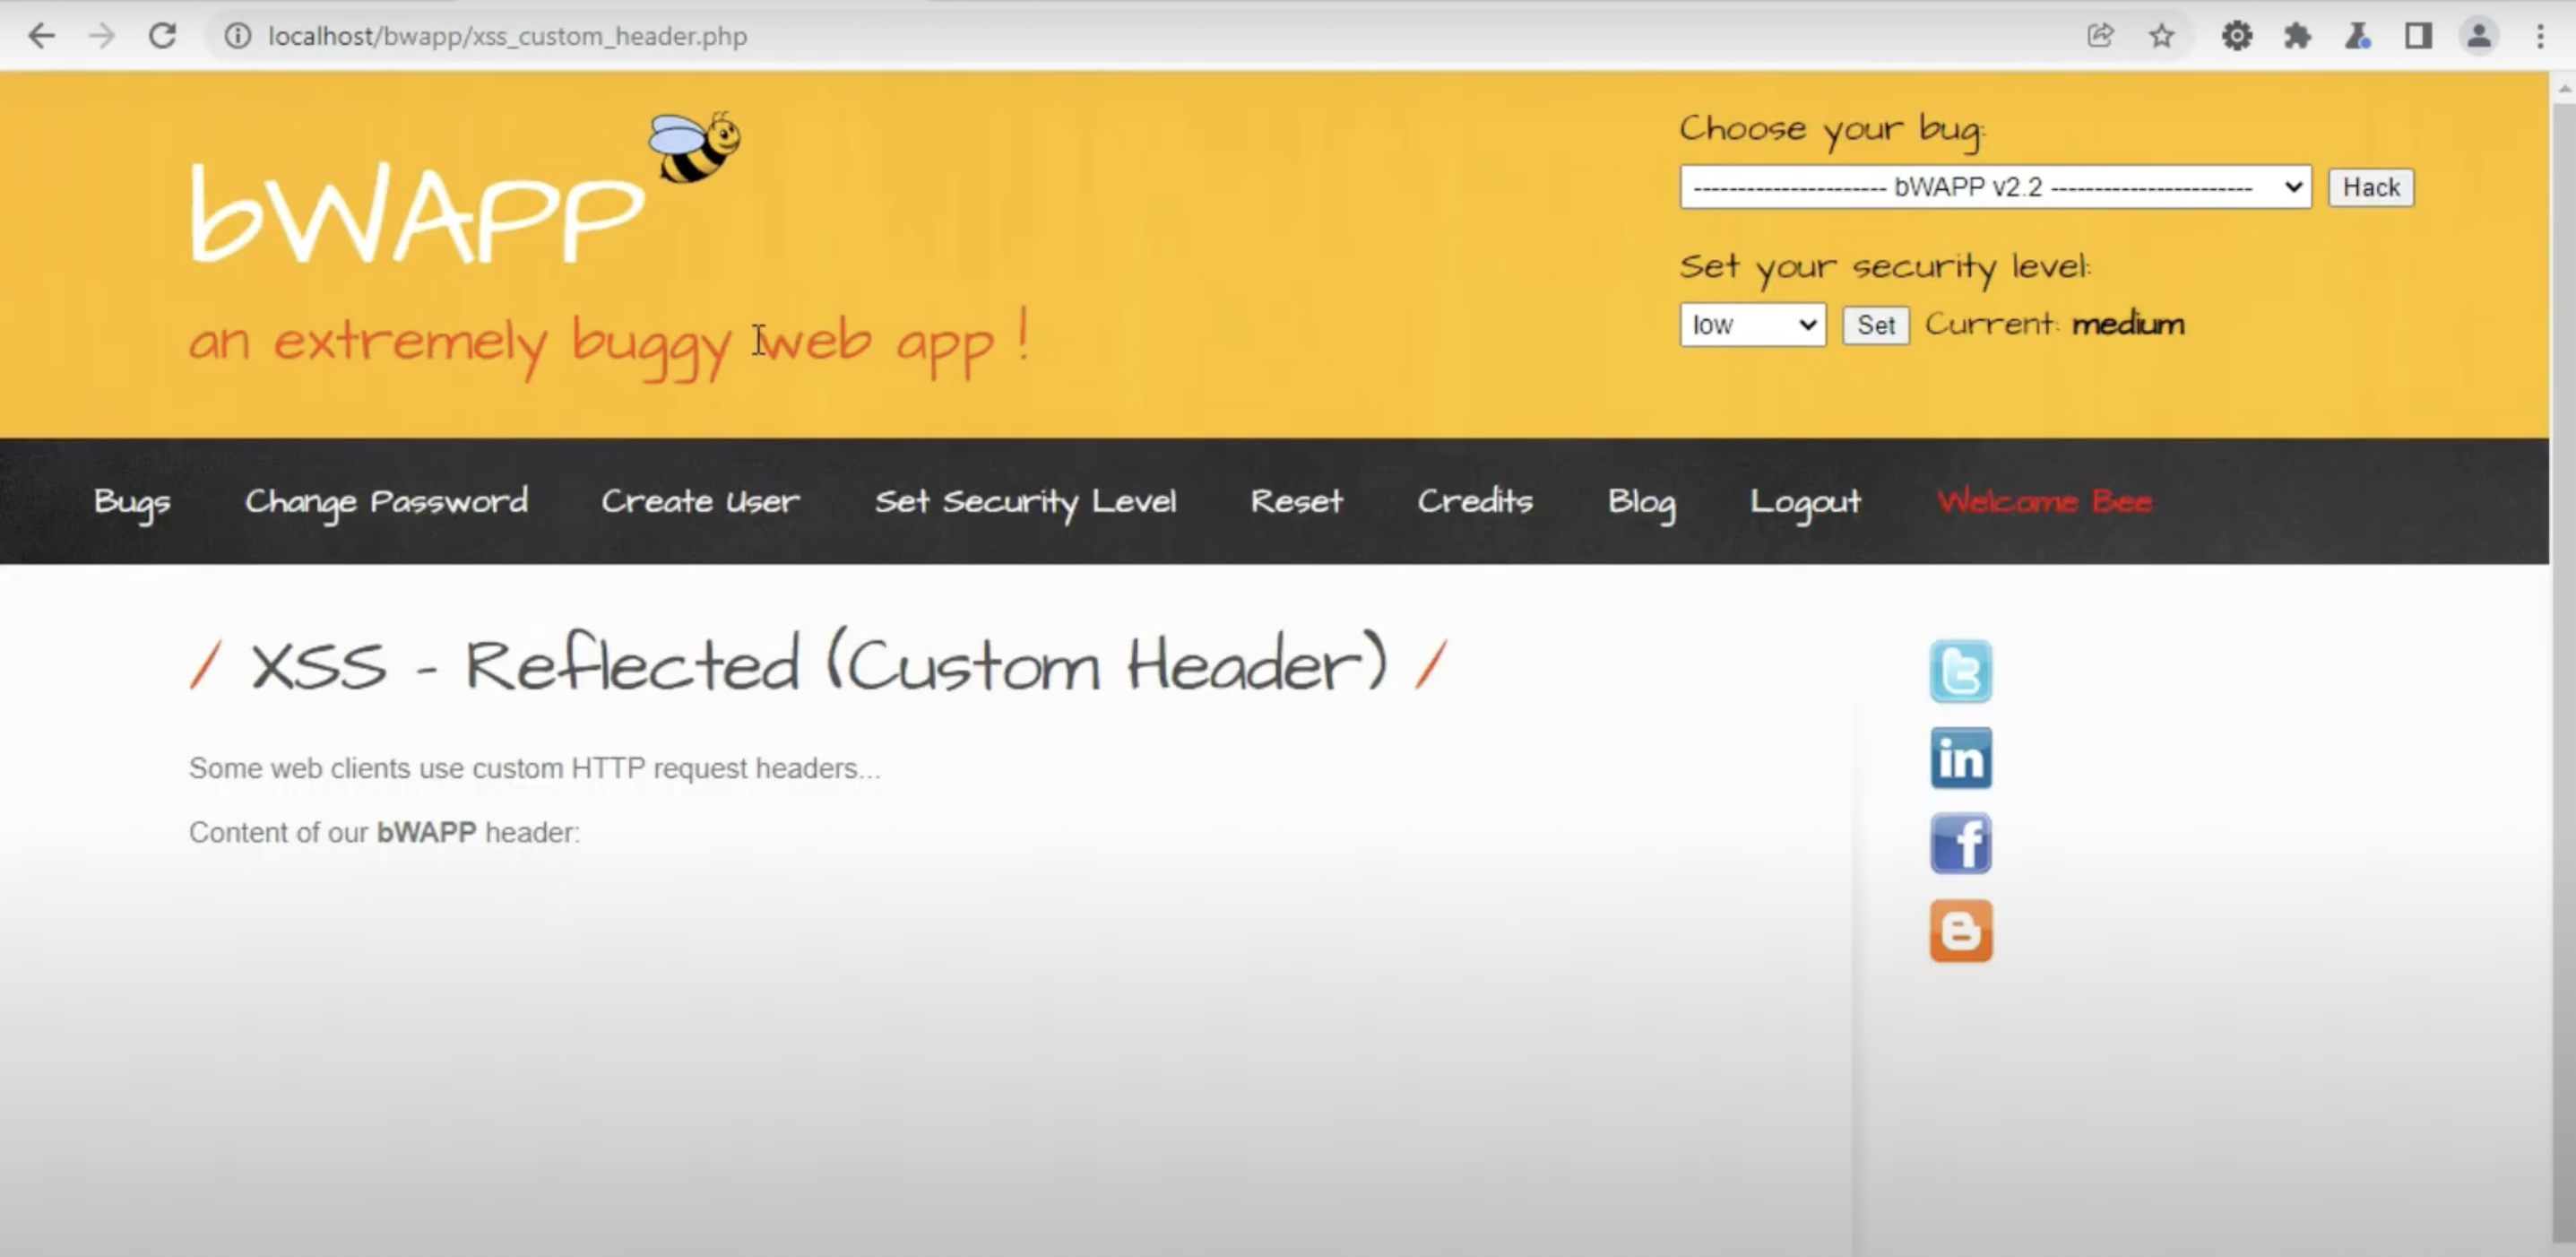 localhost/bwapp/xss_custom_header.php
bWAPP
an extremely buggy web app !
Choose your bug:
---------------------- bWAPP v2.2 ----------------------- Hack
Set your security level:
low Set Current: medium
Bugs Change Password Create User Set Security Level Reset Credits Blog Logout Welcome Bee
/ XSS - Reflected (Custom Header) /
Some web clients use custom HTTP request headers...
Content of our bWAPP header:
t
in
f
B